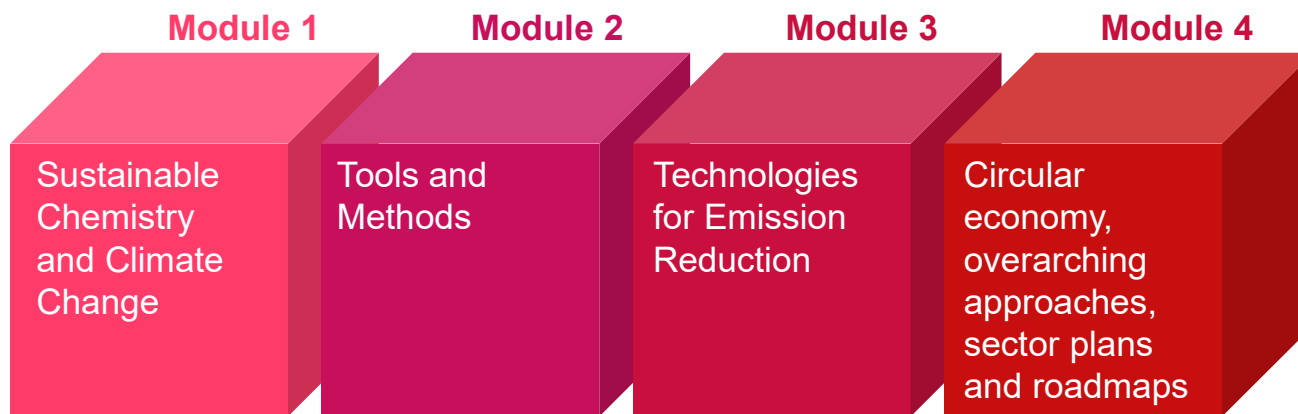 Module 1
Module 2
Module 3
Module 4
Sustainable
Chemistry
and Climate
Change
Tools and
Methods
Technologies
for Emission
Reduction
Circular
economy,
overarching
approaches,
sector plans
and roadmaps